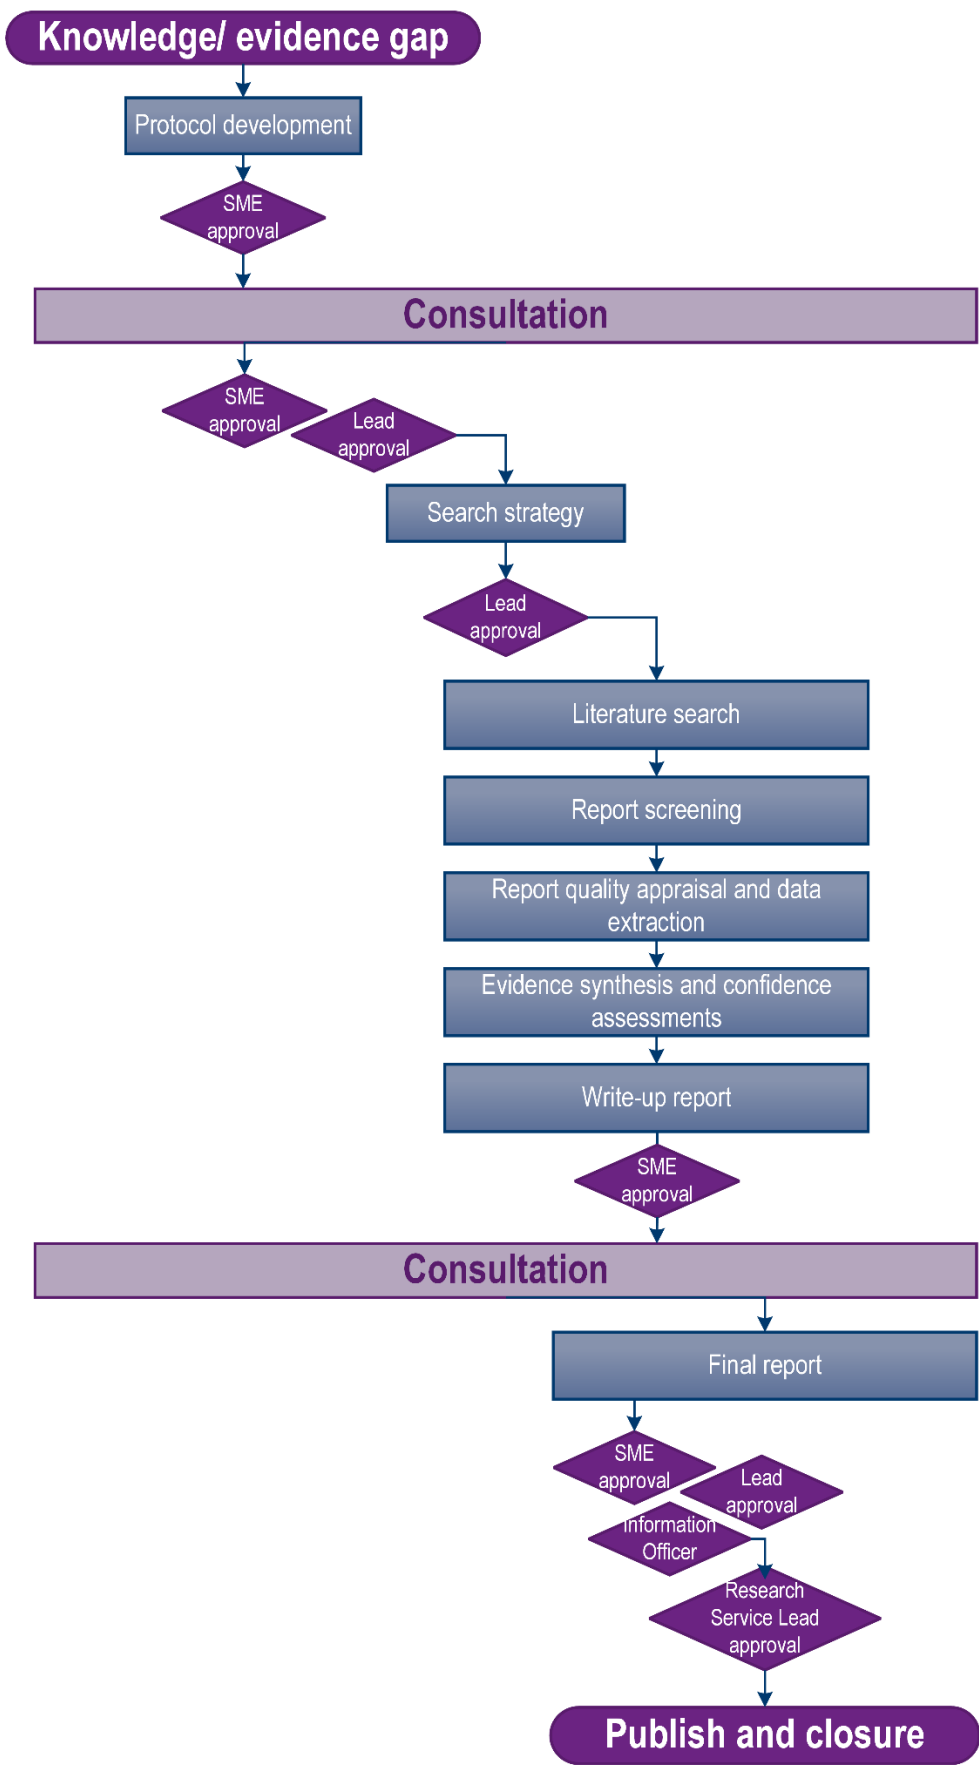 Knowledge/ evidence gap
Protocol development
SME
approval
Consultation
SME
approval
Lead
approval
Search strategy
Lead
approval
Literature search
Report screening
Report quality appraisal and data
extraction
Evidence synthesis and confidence
assessments
Write-up report
SME
approval
Consultation
Final report
SME
approval
Lead
approval
Information
Officer
Research
Service Lead
approval
Publish and closure